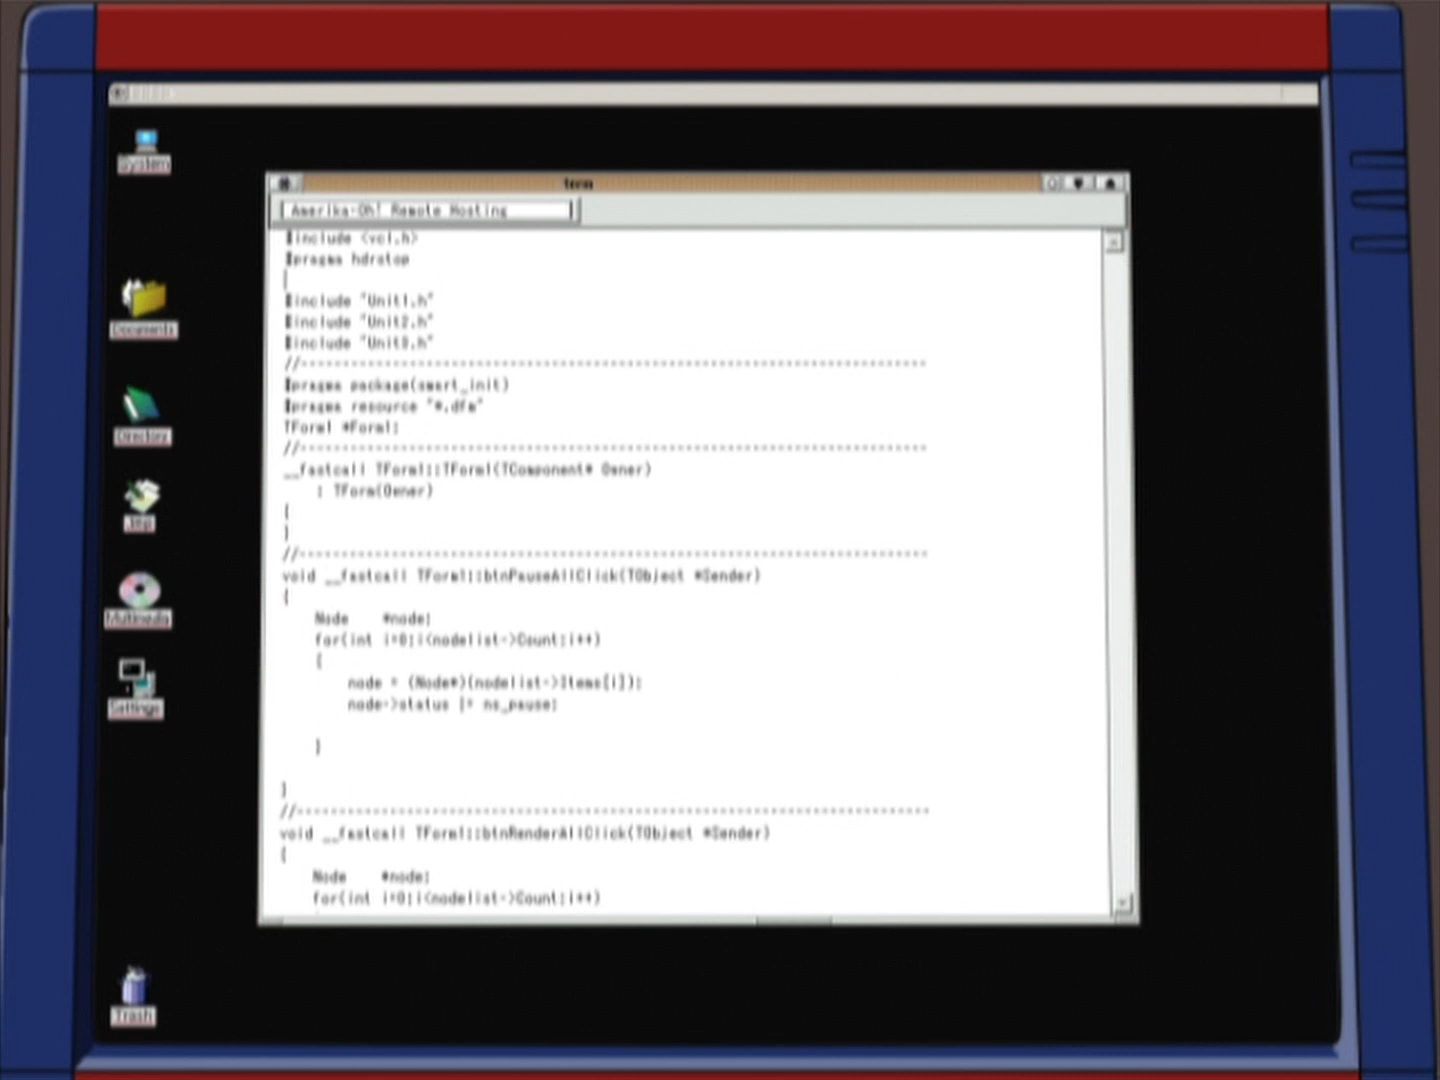 System
Documents
Directory
Multimedia
Settings
Trash
term
Amerika-Oh! Remote Hosting
#include <vcl.h>
#pragma hdrstop
#include "Unit1.h"
#include "Unit2.h"
#include "Unit3.h"
//---------------------------------------------------------------------------
#pragma package(smart_init)
#pragma resource "*.dfm"
TForm1 *Form1;
//---------------------------------------------------------------------------
__fastcall TForm1::TForm1(TComponent* Owner)
: TForm(Owner)
{
}
//---------------------------------------------------------------------------
void __fastcall TForm1::btnPauseAllClick(TObject *Sender)
{
Node *node;
for(int i=0;i<nodelist->Count;i++)
{
node = (Node*)(nodelist->Items[i]);
node->status |= ns_pause;
}
}
//---------------------------------------------------------------------------
void __fastcall TForm1::btnRenderAllClick(TObject *Sender)
{
Node *node;
for(int i=0;i<nodelist->Count;i++)